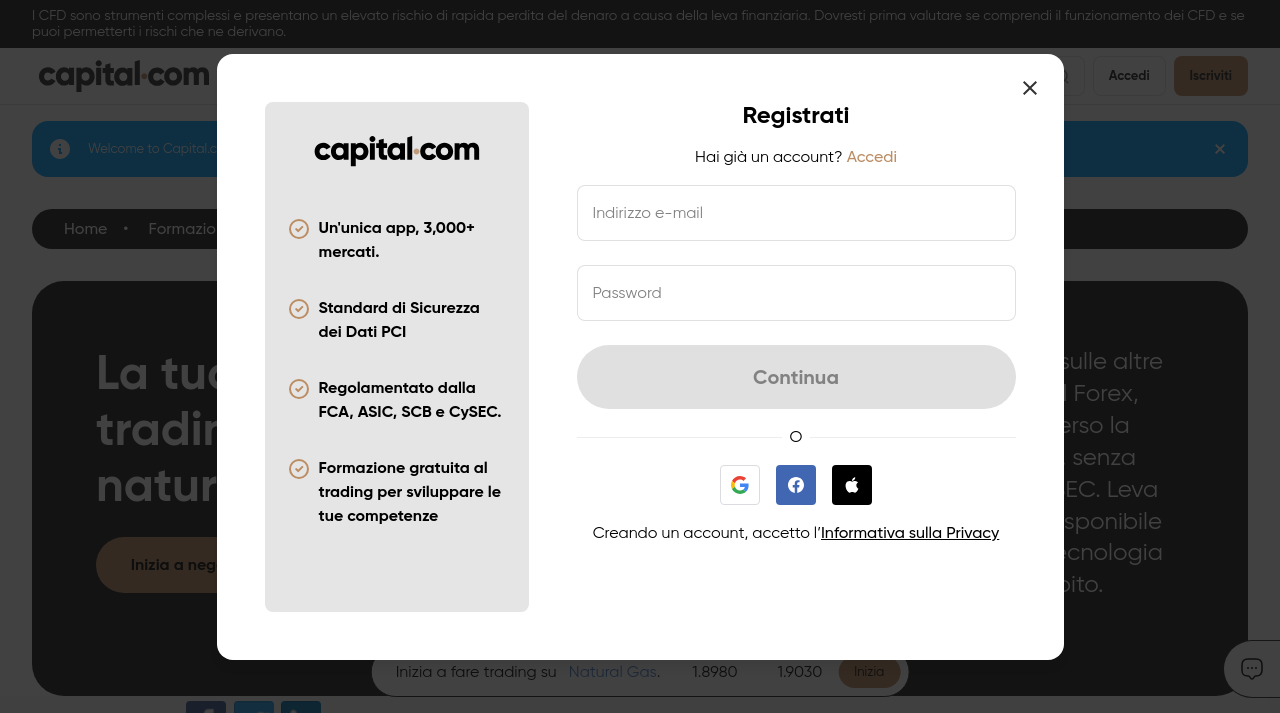 I CFD sono strumenti complessi e presentano un elevato rischio di rapida perdita del denaro a causa della leva finanziaria. Dovresti prima valutare se comprendi il funzionamento dei CFD e se
puoi permetterti i rischi che ne derivano.
capital.com
Accedi
Iscriviti
Welcome to Capital.c
Home • Formazio
La tuc
tradin
natur
Inizia a neg
sulle altre
l Forex,
erso la
senza
SEC. Leva
sponibile
ecnologia
Inizia a fare trading su Natural Gas. 1.8980 1.9030 Inizia
capital.com
Un'unica app, 3,000+
mercati.
Standard di Sicurezza
dei Dati PCI
Regolamentato dalla
FCA, ASIC, SCB e CySEC.
Formazione gratuita al
trading per sviluppare le
tue competenze
Registrati
Hai già un account? Accedi
Indirizzo e-mail
Password
Continua
O
Creando un account, accetto l’Informativa sulla Privacy